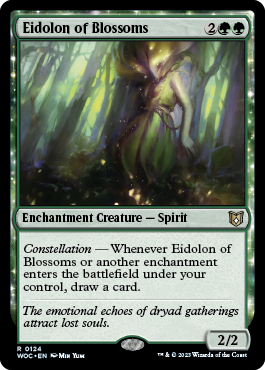 Eidolon of Blossoms 2
Enchantment Creature — Spirit
Constellation — Whenever Eidolon of
Blossoms or another enchantment
enters the battlefield under your
control, draw a card.
The emotional echoes of dryad gatherings
attract lost souls.
2/2
R 0124
WOC • EN Min Yum
™ & © 2023 Wizards of the Coast